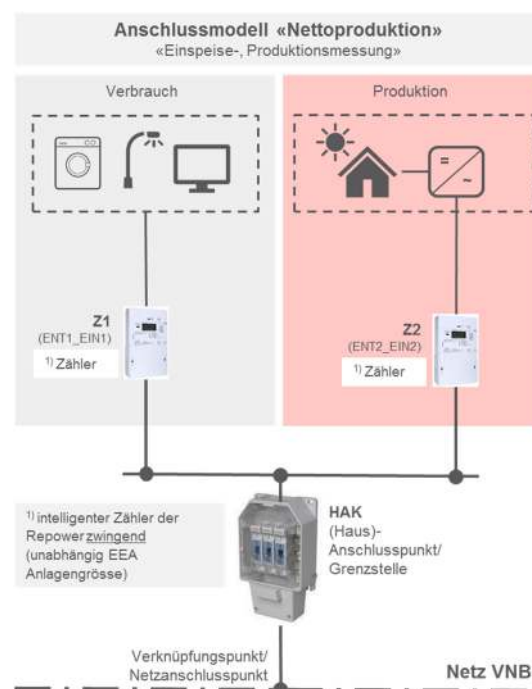 Anschlussmodell «Nettoproduktion»
«Einspeise-, Produktionsmessung»
Verbrauch
Produktion
Z1
(ENT1_EIN1)
1) Zähler
Z2
(ENT2_EIN2)
1) Zähler
1) intelligenter Zähler der
Repower zwingend
(unabhängig EEA
Anlagengrösse)
HAK
(Haus)-
Anschlusspunkt/
Grenzstelle
Verknüpfungspunkt/
Netzanschlusspunkt
Netz VNB